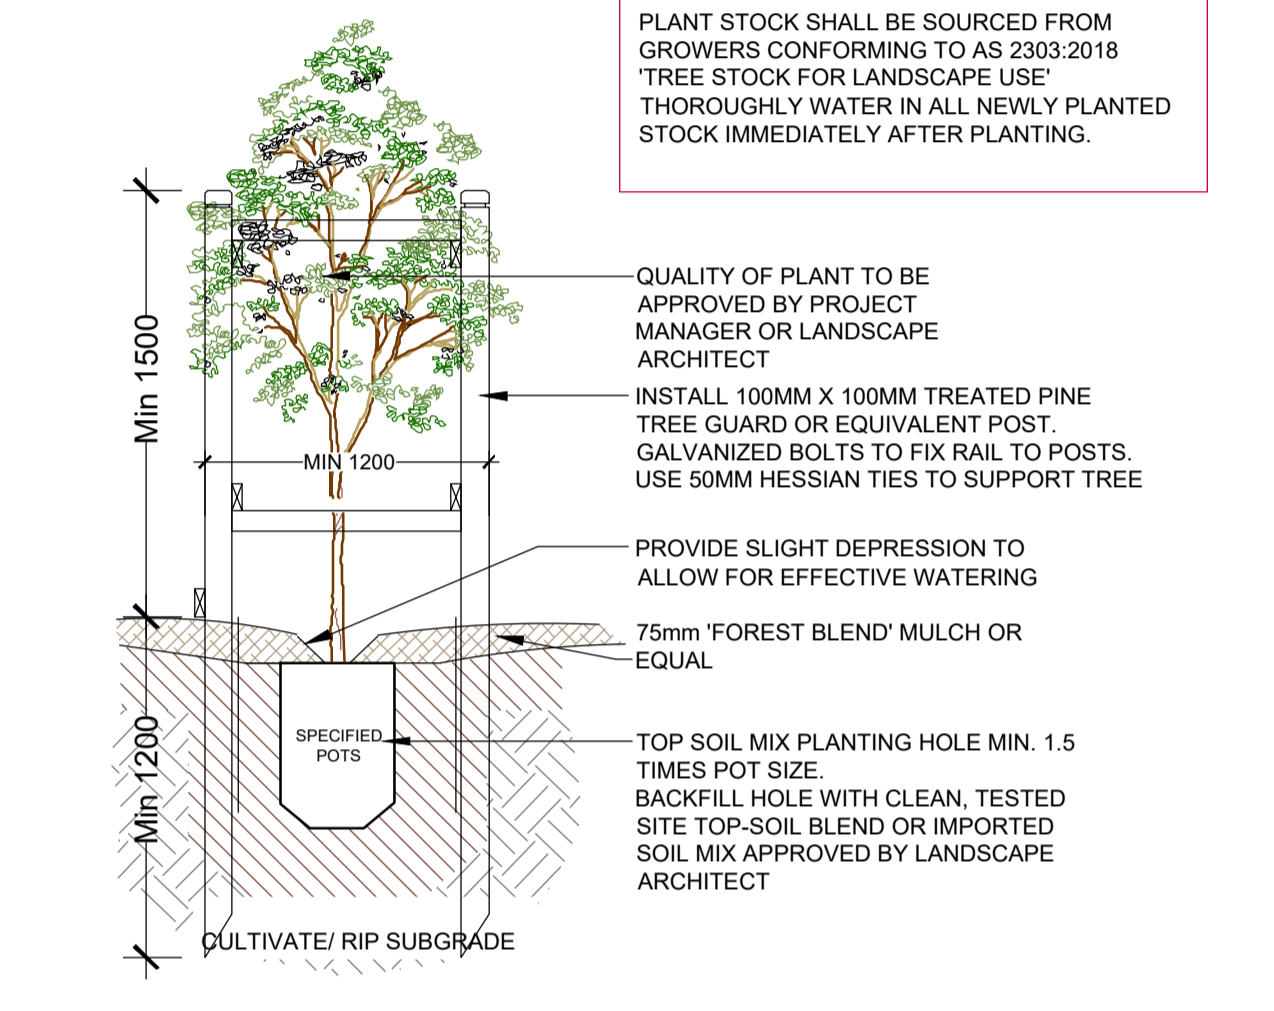 PLANT STOCK SHALL BE SOURCED FROM
GROWERS CONFORMING TO AS 2303:2018
'TREE STOCK FOR LANDSCAPE USE'
THOROUGHLY WATER IN ALL NEWLY PLANTED
STOCK IMMEDIATELY AFTER PLANTING.
QUALITY OF PLANT TO BE
APPROVED BY PROJECT
MANAGER OR LANDSCAPE
ARCHITECT
Min 1500
INSTALL 100MM X 100MM TREATED PINE
TREE GUARD OR EQUIVALENT POST.
GALVANIZED BOLTS TO FIX RAIL TO POSTS.
USE 50MM HESSIAN TIES TO SUPPORT TREE
MIN 1200
PROVIDE SLIGHT DEPRESSION TO
ALLOW FOR EFFECTIVE WATERING
75mm 'FOREST BLEND' MULCH OR
EQUAL
Min 1200
SPECIFIED
POTS
TOP SOIL MIX PLANTING HOLE MIN. 1.5
TIMES POT SIZE.
BACKFILL HOLE WITH CLEAN, TESTED
SITE TOP-SOIL BLEND OR IMPORTED
SOIL MIX APPROVED BY LANDSCAPE
ARCHITECT
CULTIVATE/ RIP SUBGRADE